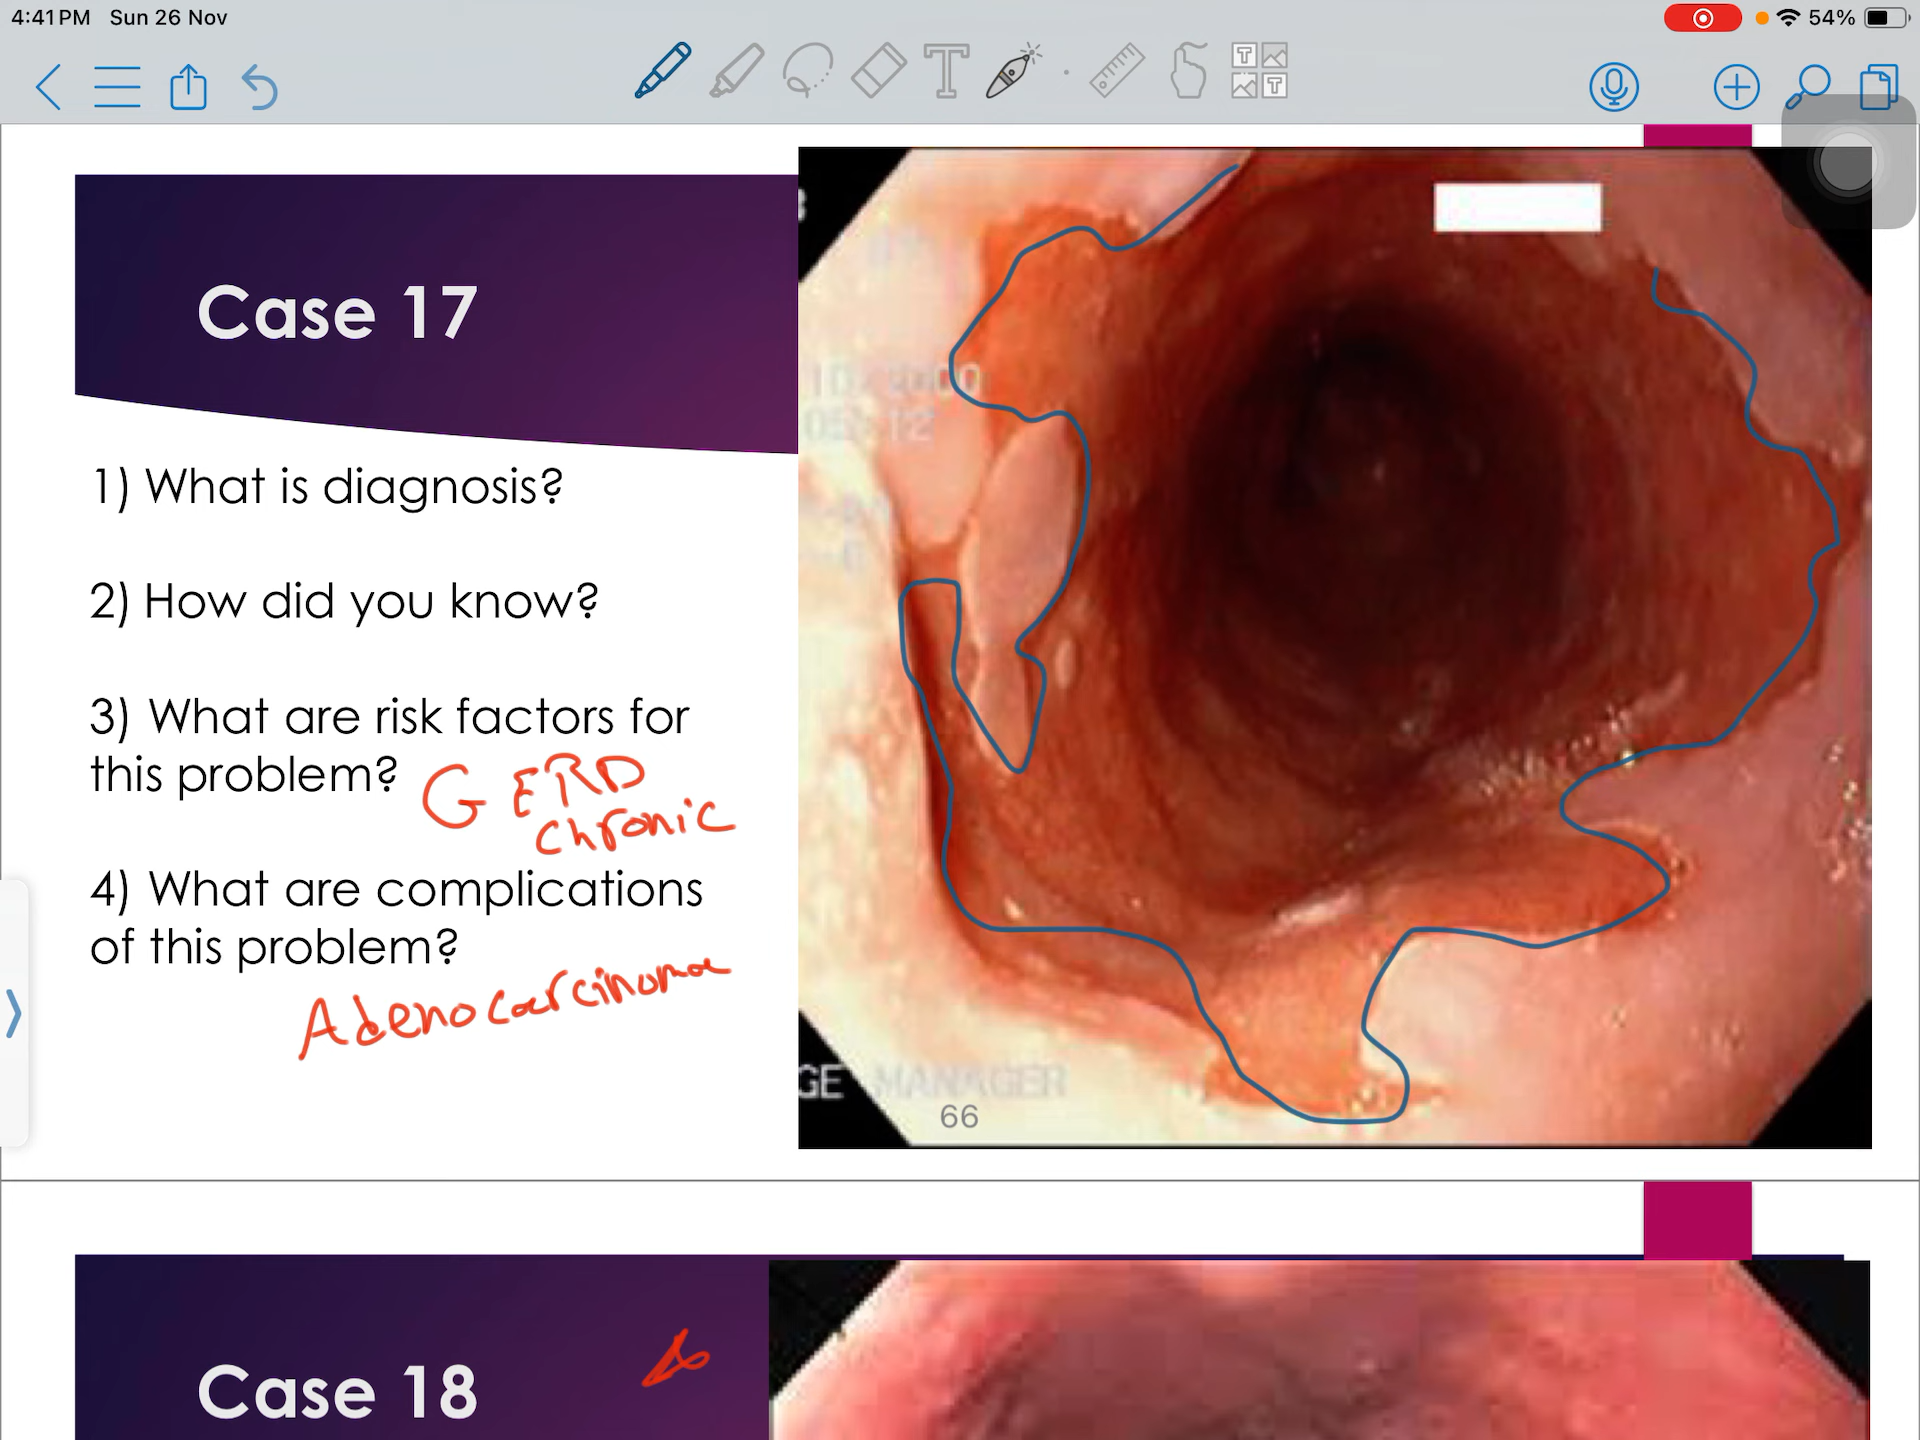 4:41 PM Sun 26 Nov
54%
Case 17
1) What is diagnosis?
2) How did you know?
3) What are risk factors for
this problem?
GERD
chronic
4) What are complications
of this problem?
Adenocarcinoma
GE MANAGER
66
Case 18